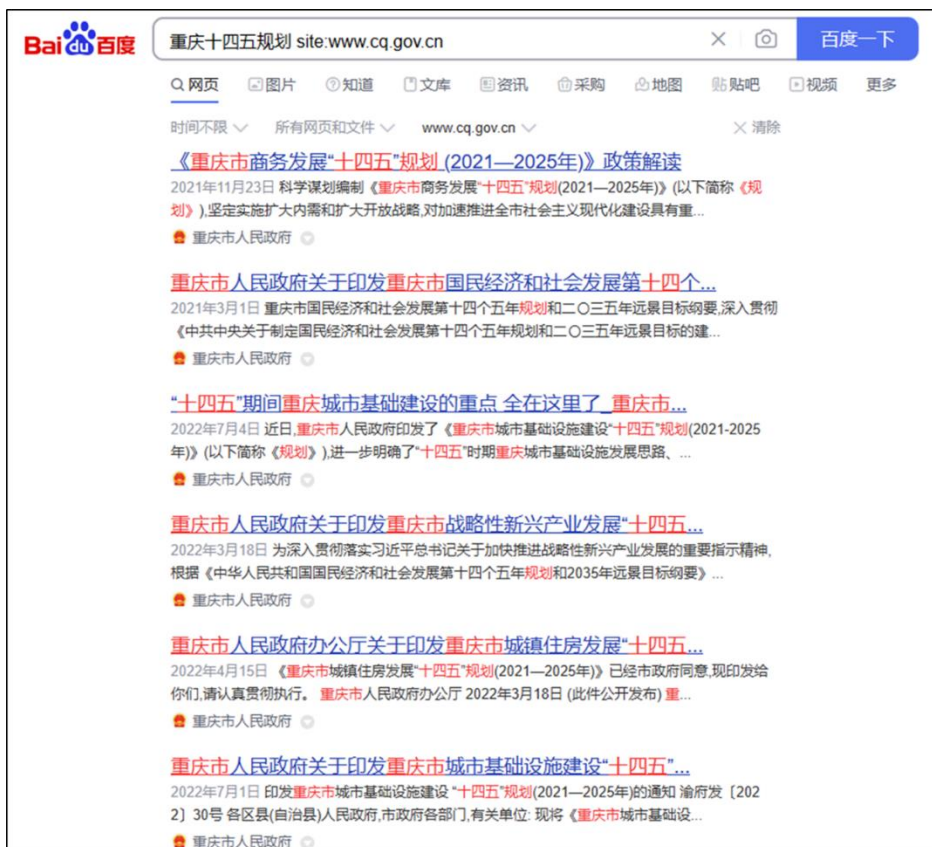 Bai du 百度
重庆十四五规划 site:www.cq.gov.cn
百度一下
网页 图片 知道 文库 资讯 采购 地图 贴吧 视频 更多
时间不限 所有网页和文件 www.cq.gov.cn 清除
《重庆市商务发展“十四五”规划 (2021—2025年)》政策解读
2021年11月23日 科学谋划编制《重庆市商务发展“十四五”规划(2021—2025年)》(以下简称《规
划》),坚定实施扩大内需和扩大开放战略,对加速推进全市社会主义现代化建设具有重...
重庆市人民政府
重庆市人民政府关于印发重庆市国民经济和社会发展第十四个...
2021年3月1日 重庆市国民经济和社会发展第十四个五年规划和二〇三五年远景目标纲要,深入贯彻
《中共中央关于制定国民经济和社会发展第十四个五年规划和二〇三五年远景目标的建...
重庆市人民政府
“十四五”期间重庆城市基础建设的重点 全在这里了_重庆市...
2022年7月4日 近日,重庆市人民政府印发了《重庆市城市基础设施建设“十四五”规划(2021-2025
年)》(以下简称《规划》),进一步明确了“十四五”时期重庆城市基础设施发展思路、...
重庆市人民政府
重庆市人民政府关于印发重庆市战略性新兴产业发展“十四五...
2022年3月18日 为深入贯彻落实习近平总书记关于加快推进战略性新兴产业发展的重要指示精神,
根据《中华人民共和国国民经济和社会发展第十四个五年规划和2035年远景目标纲要》...
重庆市人民政府
重庆市人民政府办公厅关于印发重庆市城镇住房发展“十四五...
2022年4月15日 《重庆市城镇住房发展“十四五”规划(2021—2025年)》已经市政府同意,现印发给
你们,请认真贯彻执行。 重庆市人民政府办公厅 2022年3月18日 (此件公开发布) 重...
重庆市人民政府
重庆市人民政府关于印发重庆市城市基础设施建设“十四五”...
2022年7月1日 印发重庆市城市基础设施建设 “十四五”规划(2021—2025年)的通知 渝府发〔202
2〕30号 各区县(自治县)人民政府,市政府各部门,有关单位: 现将《重庆市城市基础设...
重庆市人民政府